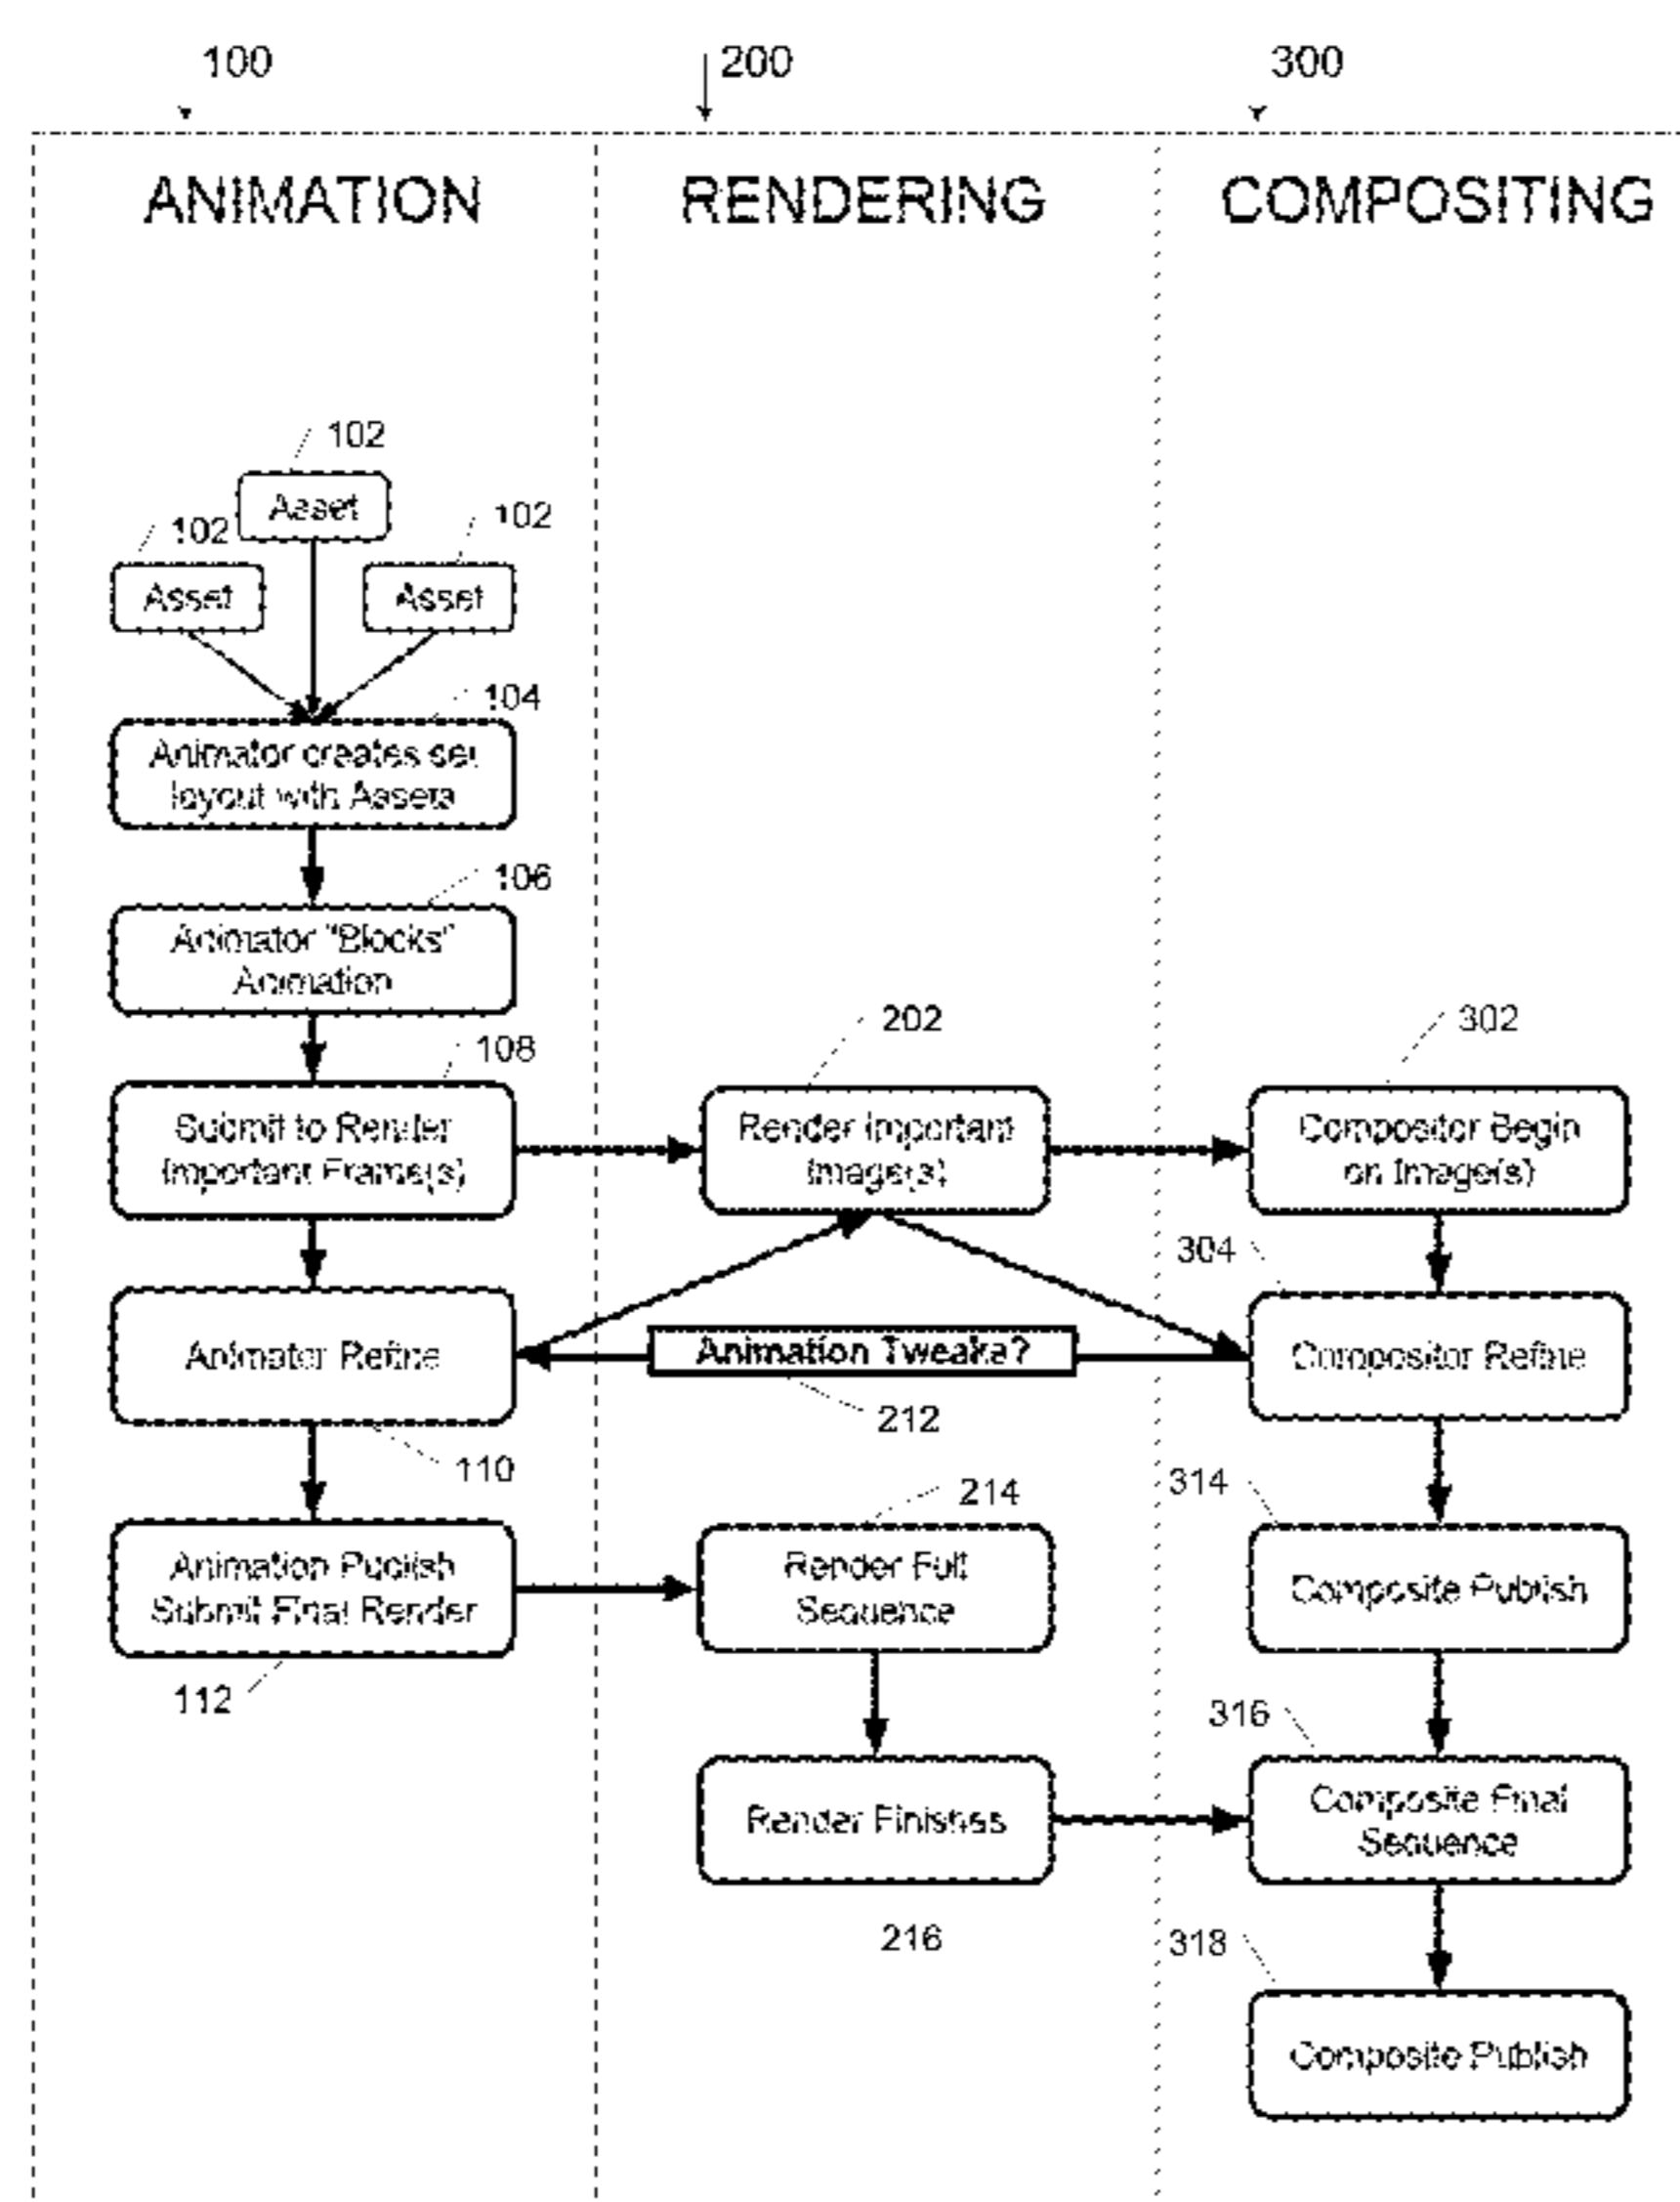 100
200
300
ANIMATION
RENDERING
COMPOSITING
102
Asset
102
Asset
102
Asset
104
Animator creates set
layout with Assets
106
Animator "Blocks"
Animation
108
Submit to Render
Important Frame(s)
202
Render Important
Image(s)
302
Compositor Begin
on Image(s)
304
Animator Refine
110
Animation Tweaks?
212
Compositor Refine
Animation Publish
Submit Final Render
112
214
Render Full
Sequence
314
Composite Publish
Render Finishes
216
316
Composite Final
Sequence
318
Composite Publish